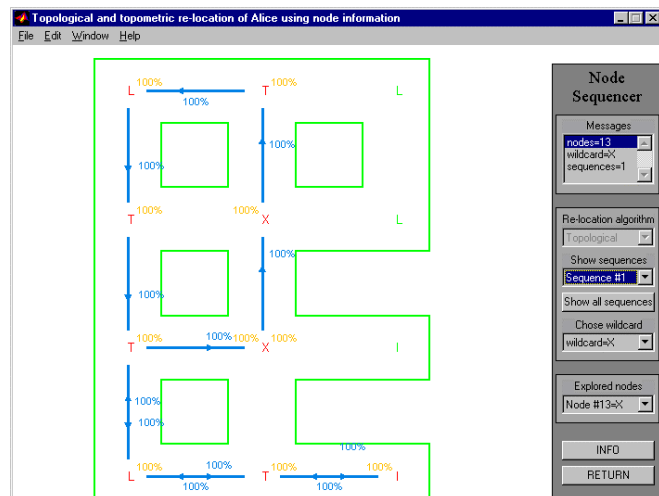 Topological and topometric re-location of Alice using node information
File Edit Window Help
L 100% 100% T 100% L
100% 100%
T 100% 100% X L
100% 100%
T 100% 100% 100% X 100% I
100%
100%
100%
L 100% 100% 100% T 100% 100% 100% I
Node
Sequencer
Messages
nodes=13
wildcard=X
sequences=1
Re-location algorithm
Topological
Show sequences
Sequence #1
Show all sequences
Chose wildcard
wildcard=X
Explored nodes
Node #13=X
INFO
RETURN